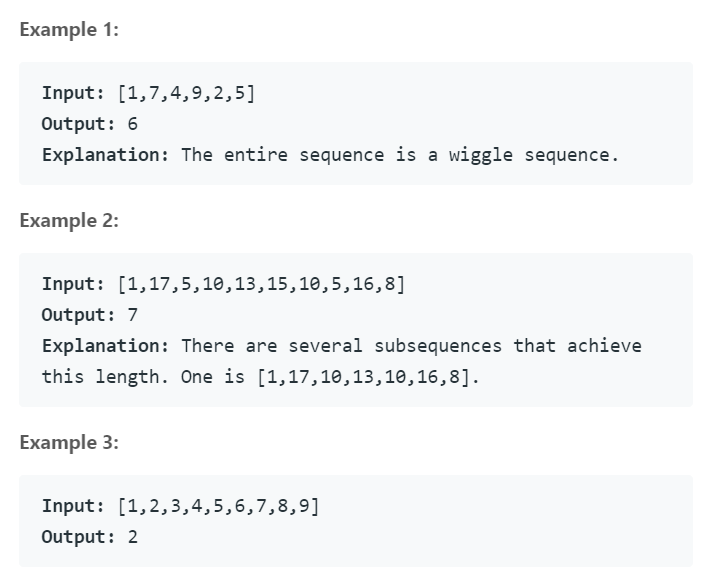 Example 1:
Input: [1,7,4,9,2,5]
Output: 6
Explanation: The entire sequence is a wiggle sequence.
Example 2:
Input: [1,17,5,10,13,15,10,5,16,8]
Output: 7
Explanation: There are several subsequences that achieve
this length. One is [1,17,10,13,10,16,8].
Example 3:
Input: [1,2,3,4,5,6,7,8,9]
Output: 2